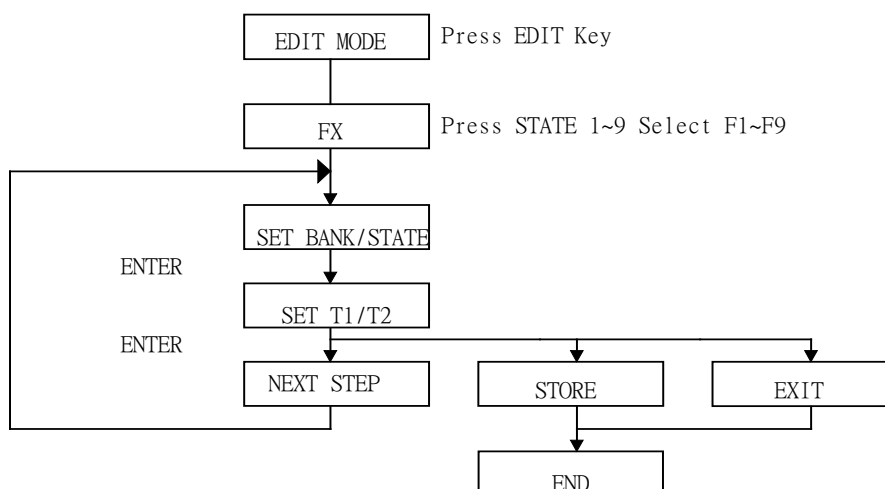 EDIT MODE
Press EDIT Key
FX
Press STATE 1~9 Select F1~F9
SET BANK/STATE
ENTER
SET T1/T2
ENTER
NEXT STEP
STORE
EXIT
END